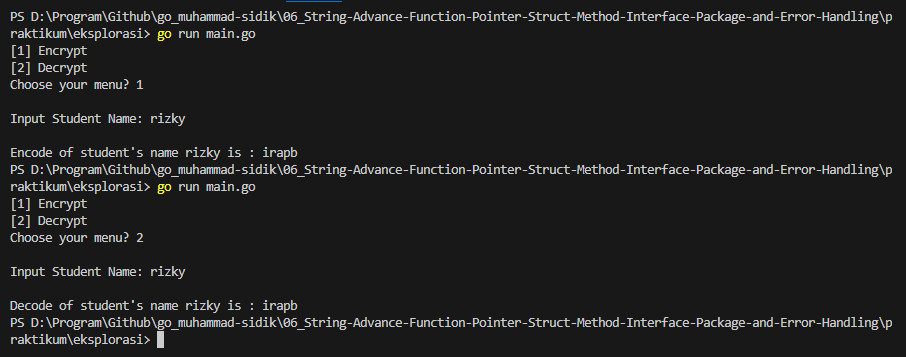 PS D:\Program\Github\go_muhammad-sidik\06_String-Advance-Function-Pointer-Struct-Method-Interface-Package-and-Error-Handling\p
raktikum\eksplorasi> go run main.go
[1] Encrypt
[2] Decrypt
Choose your menu? 1
Input Student Name: rizky
Encode of student's name rizky is : irapb
PS D:\Program\Github\go_muhammad-sidik\06_String-Advance-Function-Pointer-Struct-Method-Interface-Package-and-Error-Handling\p
raktikum\eksplorasi> go run main.go
[1] Encrypt
[2] Decrypt
Choose your menu? 2
Input Student Name: rizky
Decode of student's name rizky is : irapb
PS D:\Program\Github\go_muhammad-sidik\06_String-Advance-Function-Pointer-Struct-Method-Interface-Package-and-Error-Handling\p
raktikum\eksplorasi>